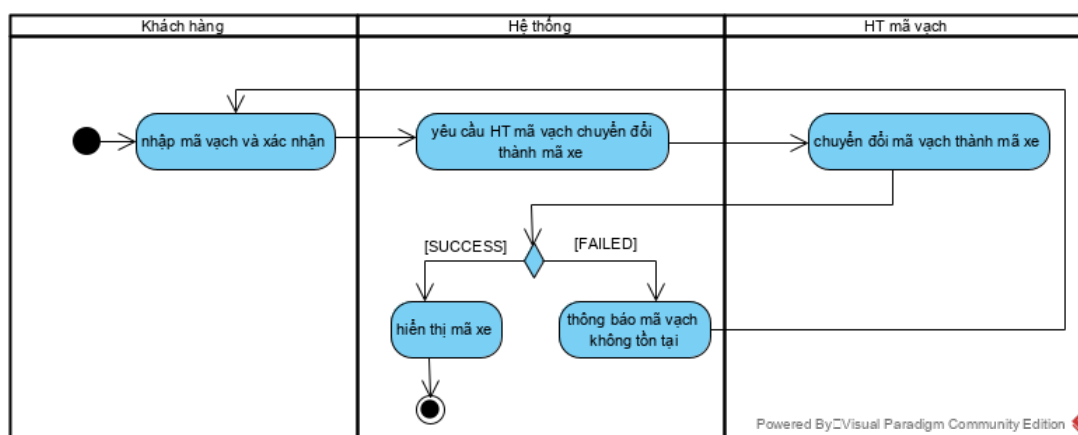 Khách hàng
Hệ thống
HT mã vạch
nhập mã vạch và xác nhận
yêu cầu HT mã vạch chuyển đổi
thành mã xe
chuyển đổi mã vạch thành mã xe
[SUCCESS]
[FAILED]
hiển thị mã xe
thông báo mã vạch
không tồn tại
Powered By□Visual Paradigm Community Edition